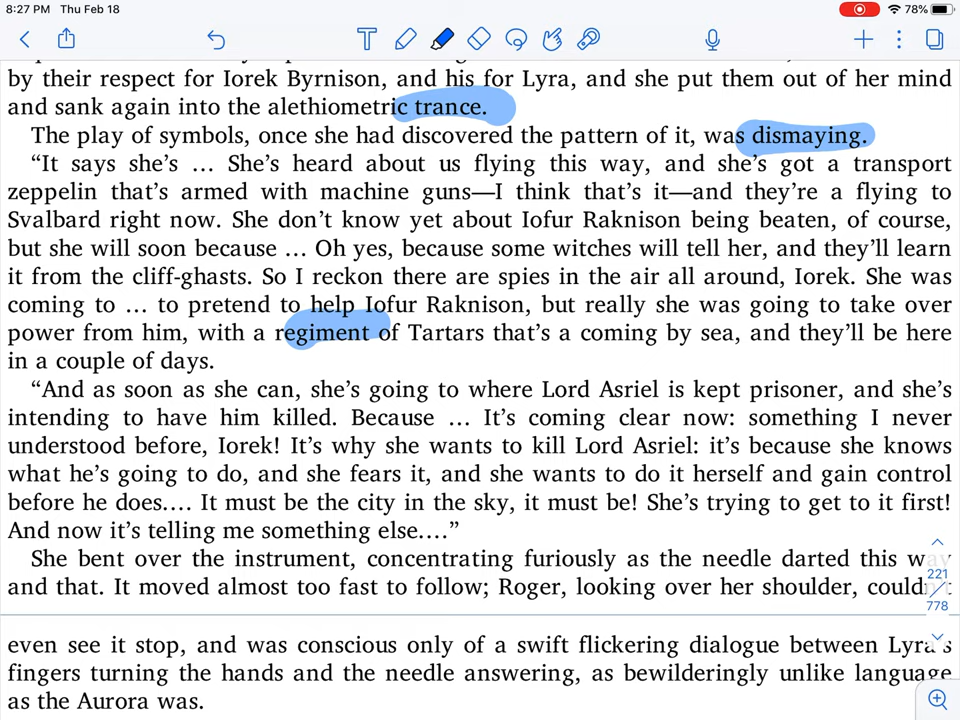 8:27 PM Thu Feb 18 78%
by their respect for Iorek Byrnison, and his for Lyra, and she put them out of her mind
and sank again into the alethiometric trance.
The play of symbols, once she had discovered the pattern of it, was dismaying.
“It says she’s … She’s heard about us flying this way, and she’s got a transport
zeppelin that’s armed with machine guns—I think that’s it—and they’re a flying to
Svalbard right now. She don’t know yet about Iofur Raknison being beaten, of course,
but she will soon because … Oh yes, because some witches will tell her, and they’ll learn
it from the cliff-ghasts. So I reckon there are spies in the air all around, Iorek. She was
coming to … to pretend to help Iofur Raknison, but really she was going to take over
power from him, with a regiment of Tartars that’s a coming by sea, and they’ll be here
in a couple of days.
“And as soon as she can, she’s going to where Lord Asriel is kept prisoner, and she’s
intending to have him killed. Because … It’s coming clear now: something I never
understood before, Iorek! It’s why she wants to kill Lord Asriel: it’s because she knows
what he’s going to do, and she fears it, and she wants to do it herself and gain control
before he does.… It must be the city in the sky, it must be! She’s trying to get to it first!
And now it’s telling me something else.…”
She bent over the instrument, concentrating furiously as the needle darted this way
and that. It moved almost too fast to follow; Roger, looking over her shoulder, couldn’t
221
778
even see it stop, and was conscious only of a swift flickering dialogue between Lyra’s
fingers turning the hands and the needle answering, as bewilderingly unlike language
as the Aurora was.